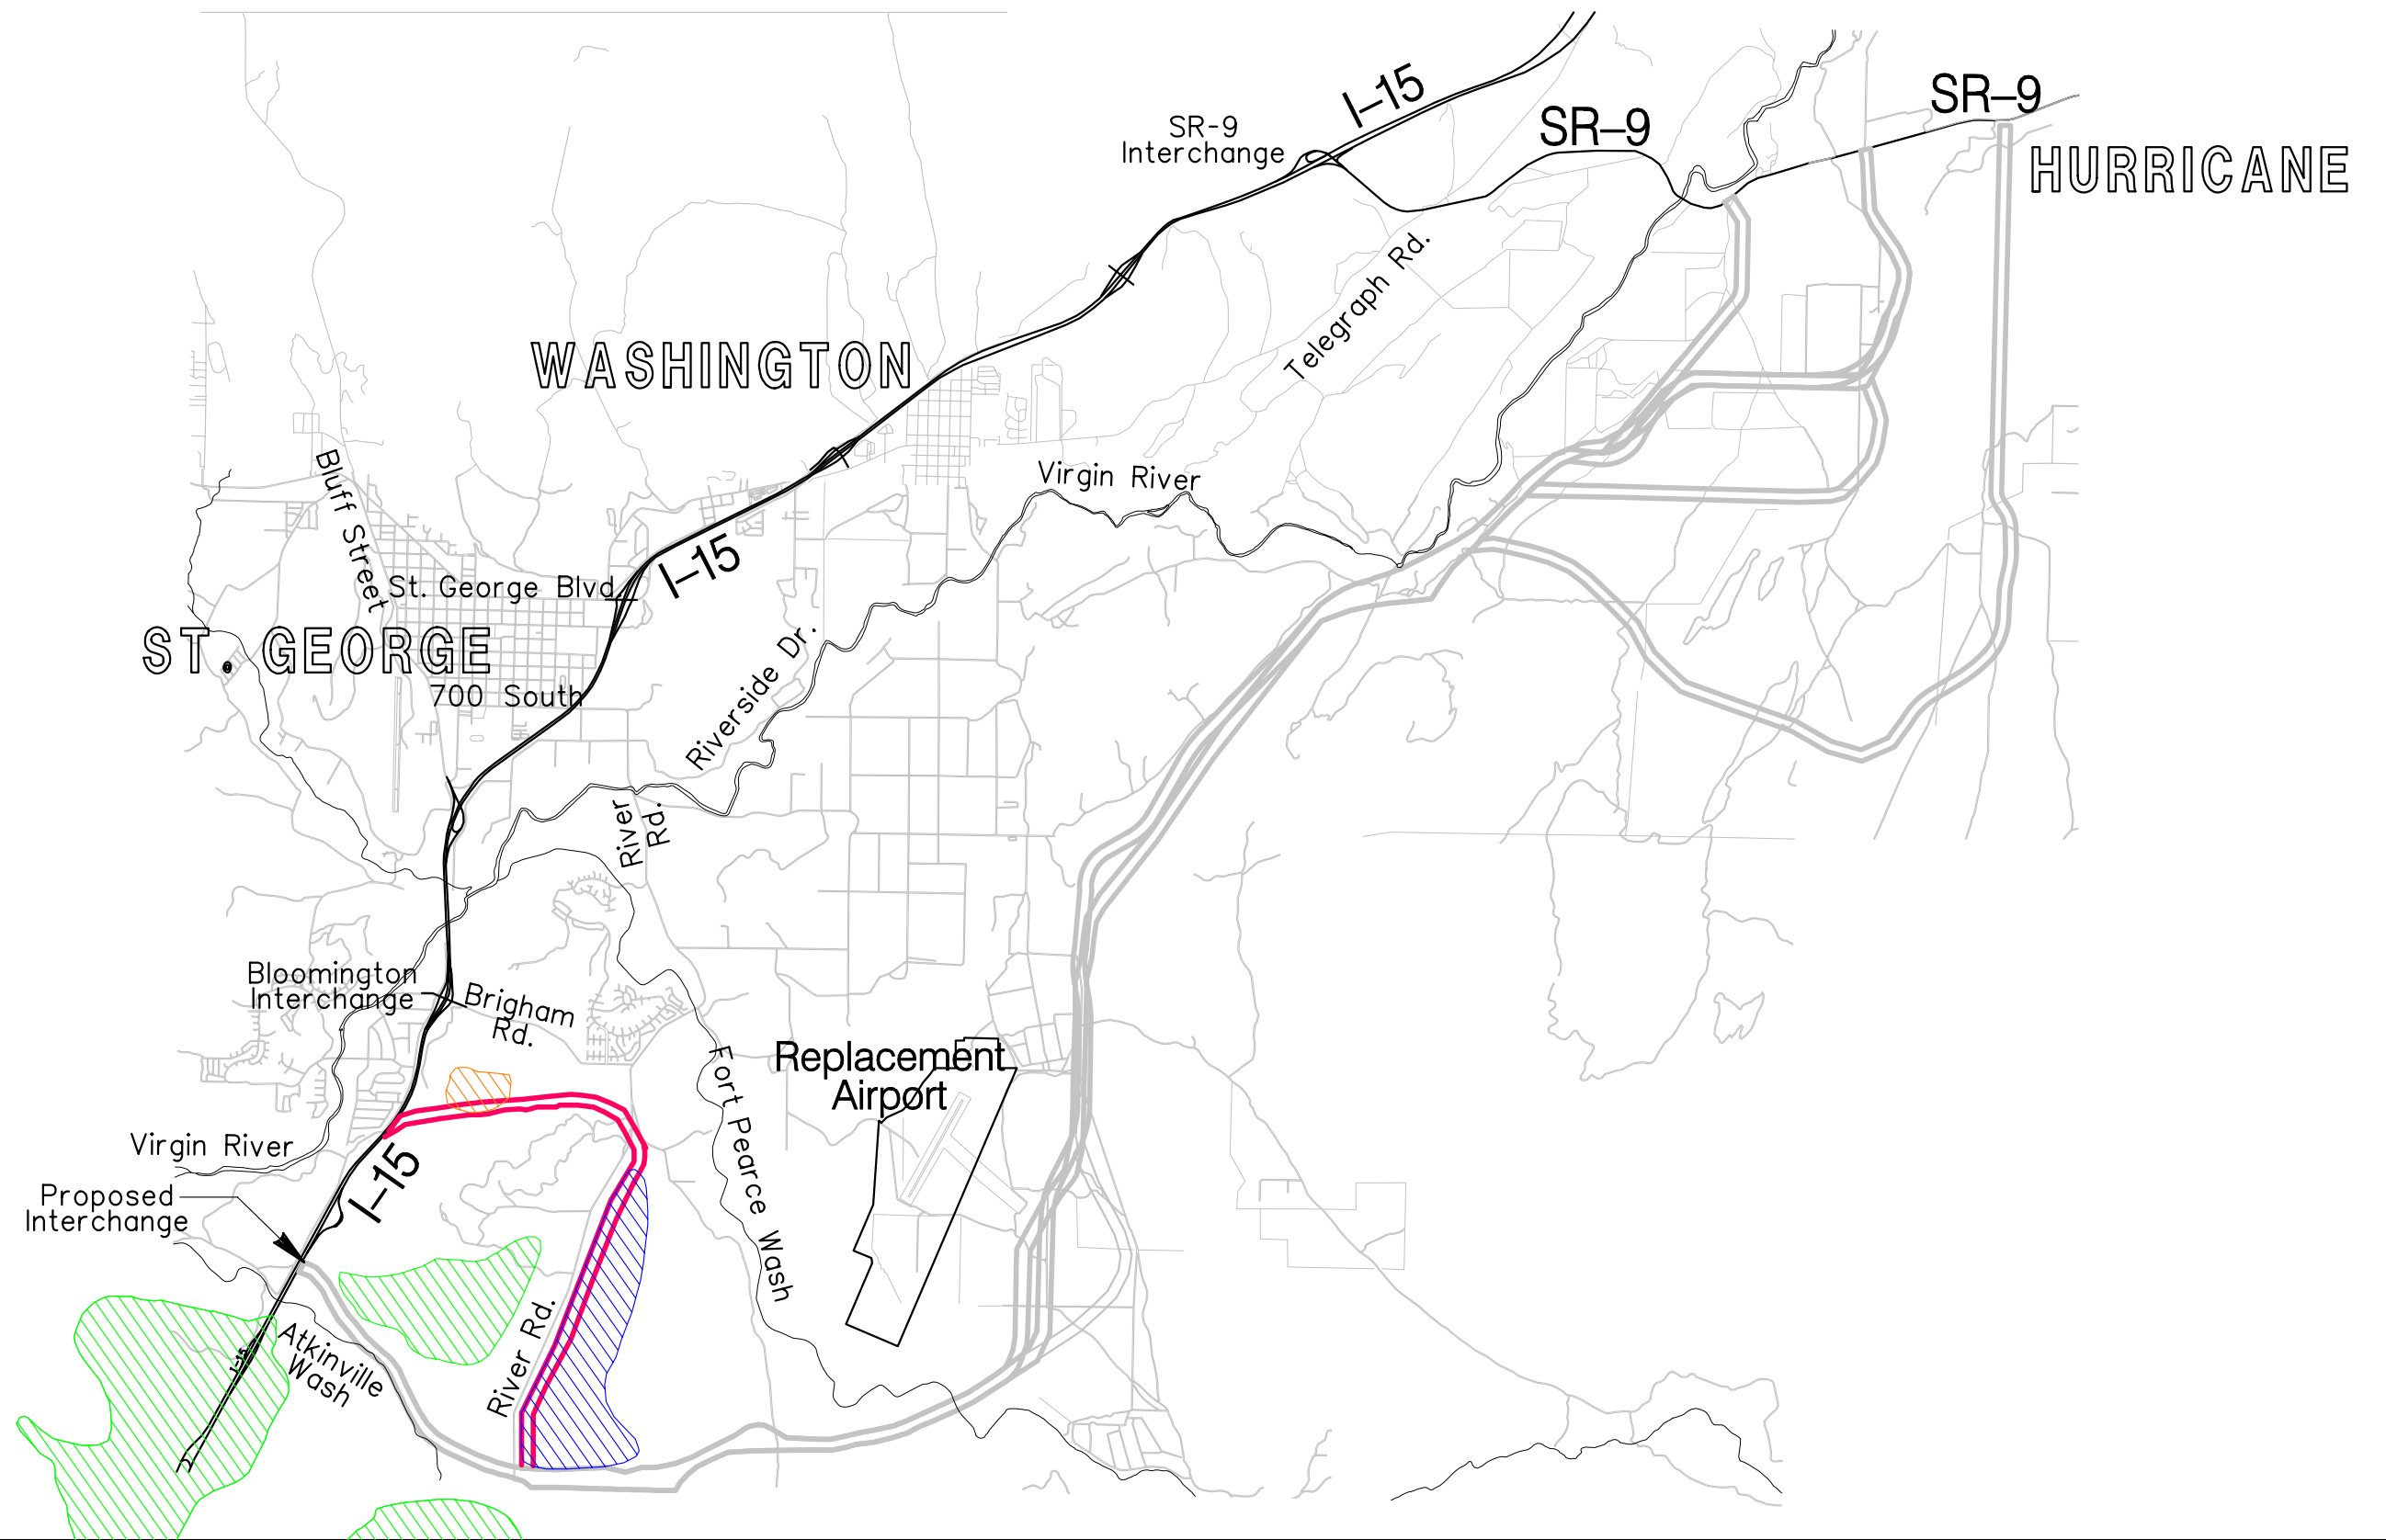 I–15
SR–9
SR–9
SR-9
Interchange
HURRICANE
Telegraph Rd.
WASHINGTON
Virgin River
Bluff Street
I–15
St. George Blvd.
ST. GEORGE
Riverside Dr.
700 South
River
Rd.
Bloomington
Interchange
Brigham
Rd.
Replacement
Airport
Fort Pearce Wash
Virgin River
I–15
Proposed
Interchange
River Rd.
Atkinville
Wash
I-15